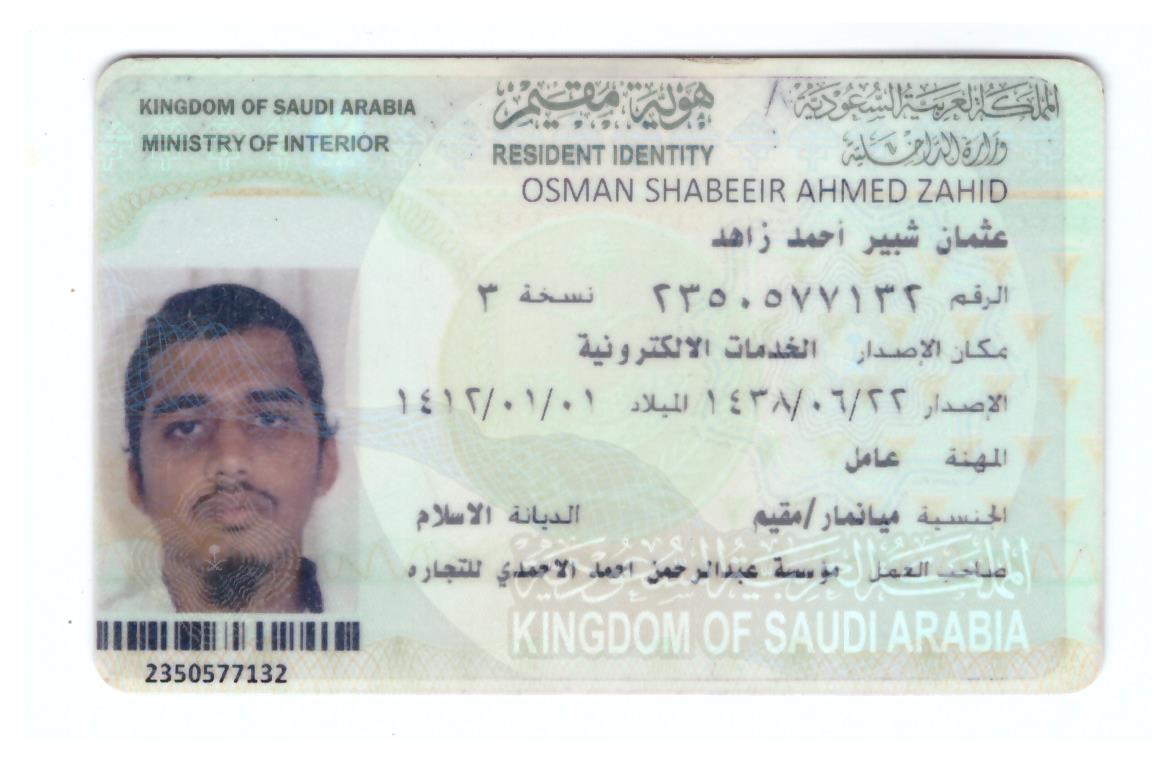 KINGDOM OF SAUDI ARABIA
MINISTRY OF INTERIOR
هوية مقيم
RESIDENT IDENTITY
المملكة العربية السعودية
وزارة الداخلية
OSMAN SHABEEIR AHMED ZAHID
عثمان شبير احمد زاهد
الرقم ٢٣٥٠٥٧٧١٣٢ نسخة ٣
مكان الإصدار الخدمات الالكترونية
الإصدار ١٤٣٨/٠٦/٢٢ الميلاد ١٤١٢/٠١/٠١
المهنة عامل
الجنسية ميانمار/مقيم الديانة الاسلام
صاحب العمل مؤسسة عبدالرحمن احمد الاحمدي للتجاره
المملكة العربية السعودية
KINGDOM OF SAUDI ARABIA
2350577132